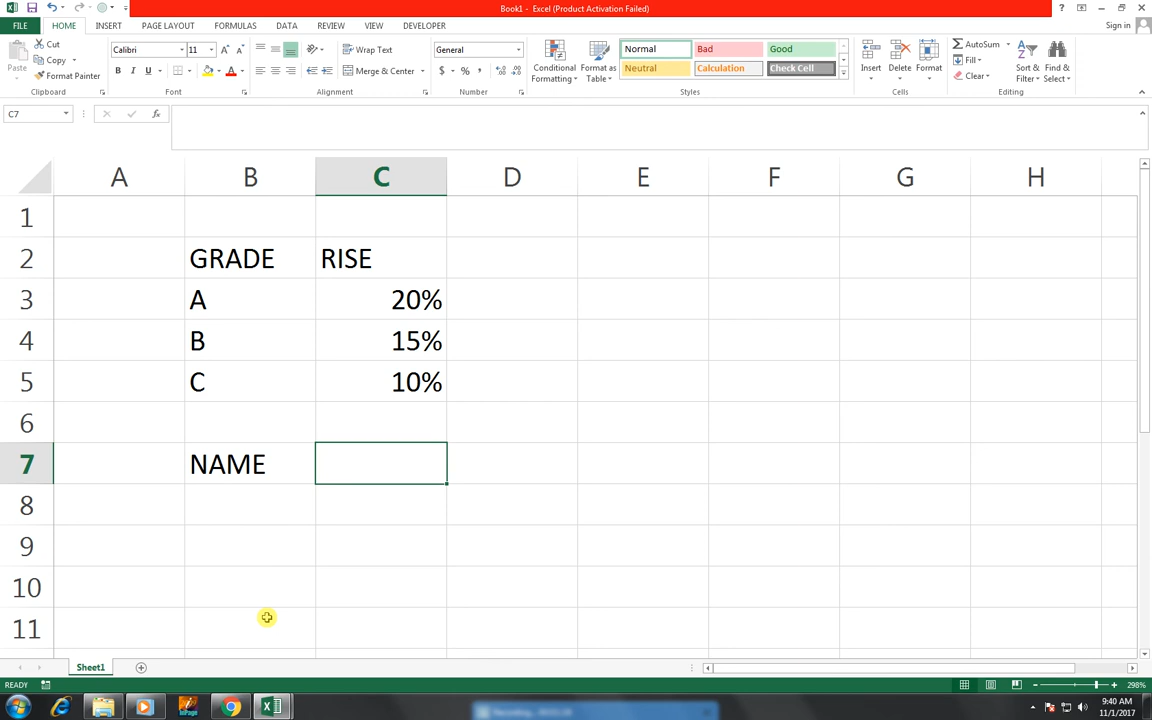 Book1 - Excel (Product Activation Failed)
Sign in
FILE HOME INSERT PAGE LAYOUT FORMULAS DATA REVIEW VIEW DEVELOPER
Paste
Cut
Copy
Format Painter
Clipboard
Calibri 11
B I U
Font
Wrap Text
Merge & Center
Alignment
General
$ % ,
Number
Conditional Formatting
Format as Table
Normal Bad Good
Neutral Calculation Check Cell
Styles
Insert Delete Format
Cells
AutoSum
Fill
Clear
Sort & Filter
Find & Select
Editing
C7 fx
A B C D E F G H
1
2 GRADE RISE
3 A 20%
4 B 15%
5 C 10%
6
7 NAME
8
9
10
11
Sheet1
READY 298%
InPage
9:40 AM
11/1/2017